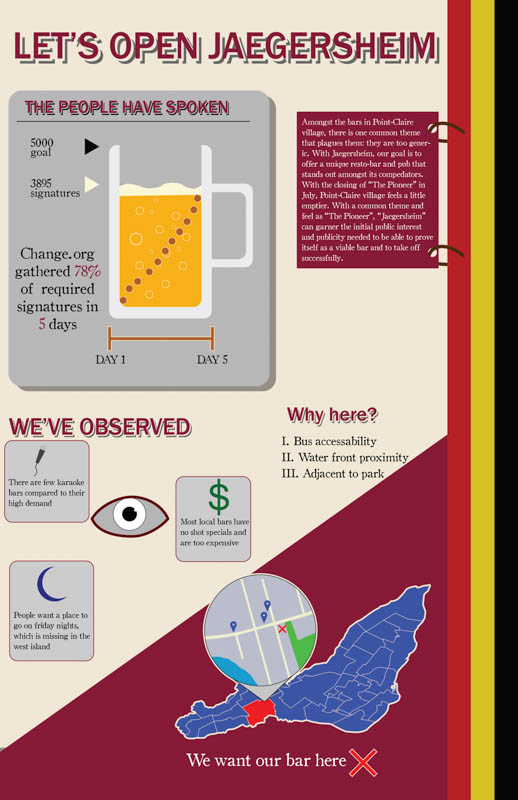 LET'S OPEN JAEGERSHEIM
THE PEOPLE HAVE SPOKEN
5000
goal
3895
signatures
Change.org
gathered 78%
of required
signatures in
5 days
DAY 1
DAY 5
Amongst the bars in Point-Claire
village, there is one common theme
that plagues them: they are too gener-
ic. With Jaegersheim, our goal is to
offer a unique resto-bar and pub that
stands out amongst its compedators.
With the closing of "The Pioneer" in
July, Point-Claire village feels a little
emptier. With a common theme and
feel as "The Pioneer", "Jaegersheim"
can garner the initial public interest
and publicity needed to be able to prove
itself as a viable bar and to take off
successfully.
WE'VE OBSERVED
There are few karaoke
bars compared to their
high demand
$
Most local bars have
no shot specials and
are too expensive
People want a place to
go on friday nights,
which is missing in the
west island
Why here?
I. Bus accessability
II. Water front proximity
III. Adjacent to park
We want our bar here